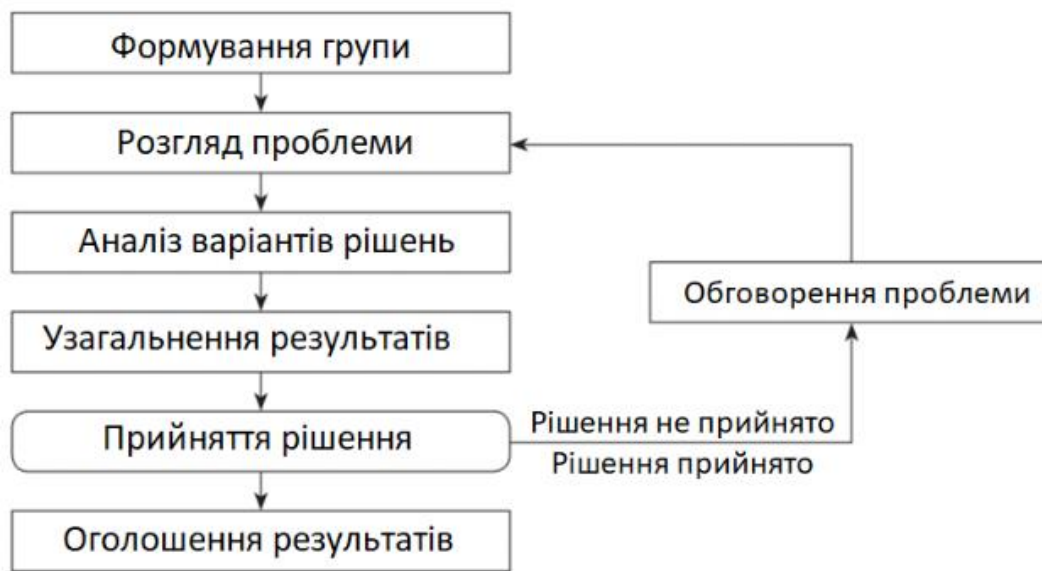 Формування групи
Розгляд проблеми
Аналіз варіантів рішень
Обговорення проблеми
Узагальнення результатів
Прийняття рішення
Рішення не прийнято
Рішення прийнято
Оголошення результатів